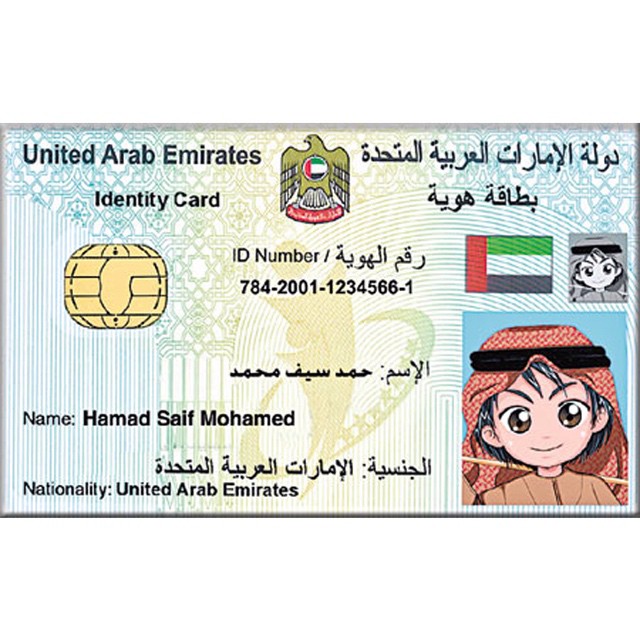 United Arab Emirates دولة الإمارات العربية المتحدة
Identity Card بطاقة هوية
ID Number / رقم الهوية
784-2001-1234566-1
الإسم: حمد سيف محمد
Name: Hamad Saif Mohamed
الجنسية: الإمارات العربية المتحدة
Nationality: United Arab Emirates